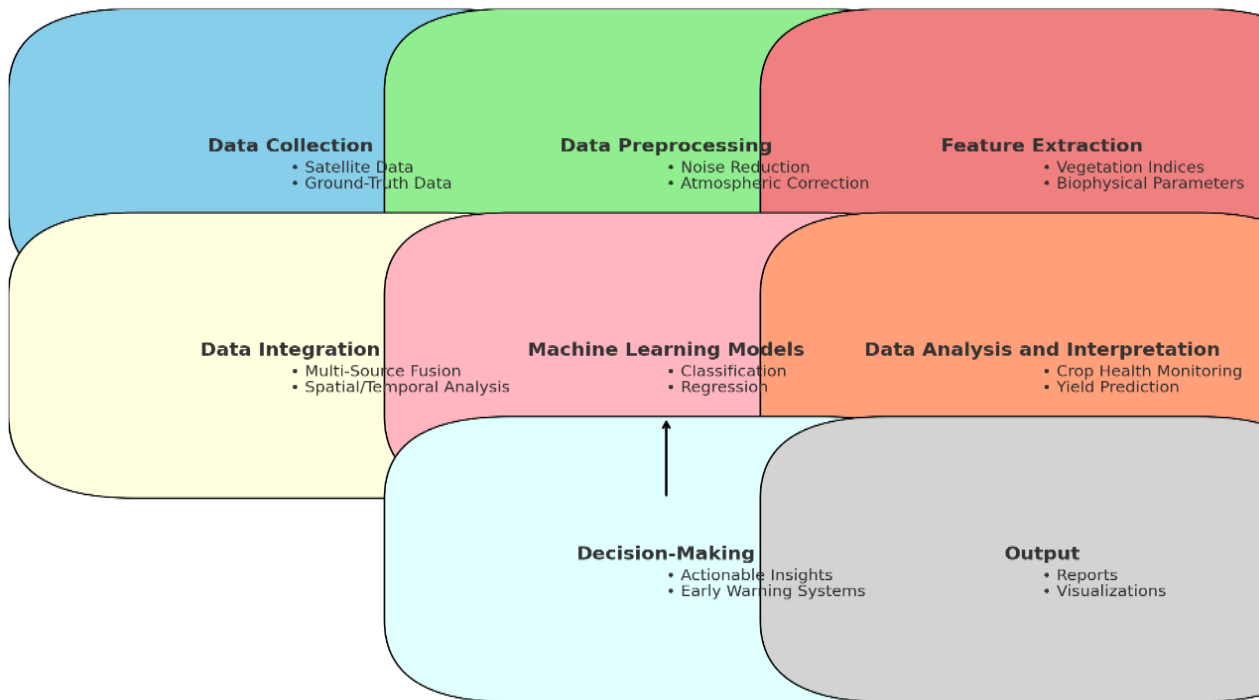 Data Collection
• Satellite Data
• Ground-Truth Data
Data Preprocessing
• Noise Reduction
• Atmospheric Correction
Feature Extraction
• Vegetation Indices
• Biophysical Parameters
Data Integration
• Multi-Source Fusion
• Spatial/Temporal Analysis
Machine Learning Models
• Classification
• Regression
Data Analysis and Interpretation
• Crop Health Monitoring
• Yield Prediction
Decision-Making
• Actionable Insights
• Early Warning Systems
Output
• Reports
• Visualizations